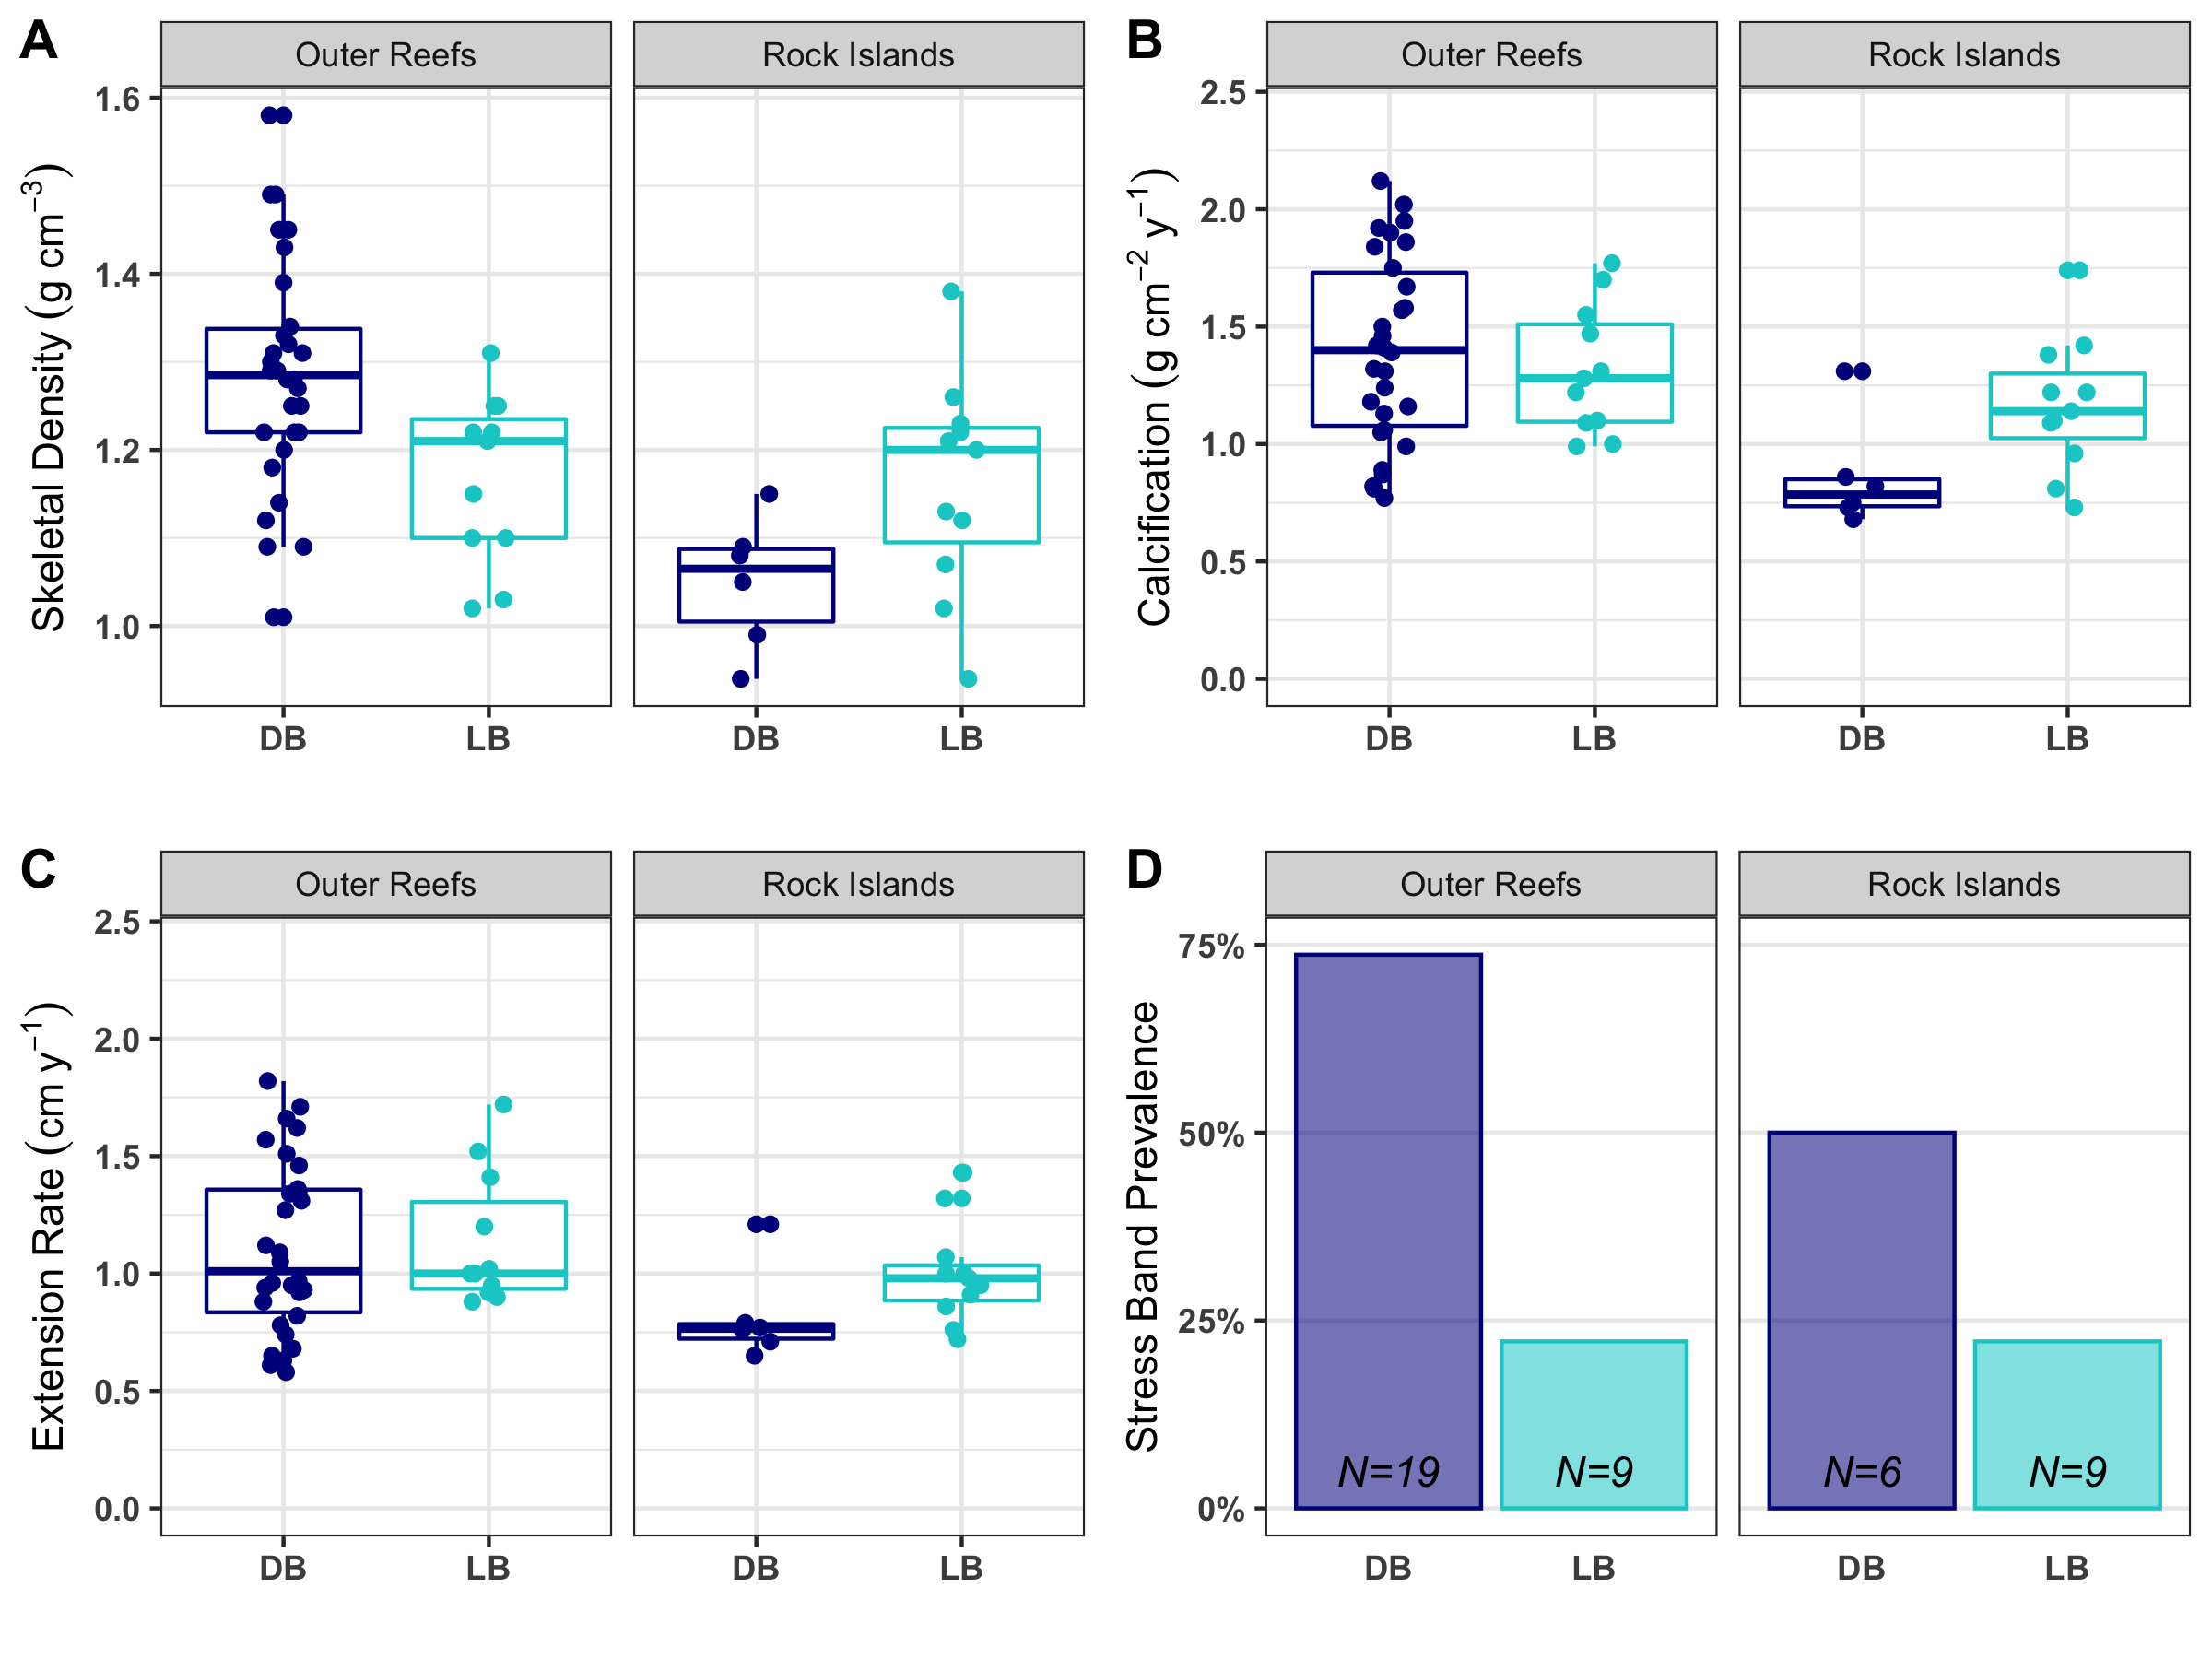 A
Outer Reefs
Rock Islands
Skeletal Density (g cm⁻³)
1.6
1.4
1.2
1.0
DB
LB
DB
LB
B
Outer Reefs
Rock Islands
Calcification (g cm⁻² y⁻¹)
2.5
2.0
1.5
1.0
0.5
0.0
DB
LB
DB
LB
C
Outer Reefs
Rock Islands
Extension Rate (cm y⁻¹)
2.5
2.0
1.5
1.0
0.5
0.0
DB
LB
DB
LB
D
Outer Reefs
Rock Islands
Stress Band Prevalence
75%
50%
25%
0%
N=19
N=9
N=6
N=9
DB
LB
DB
LB